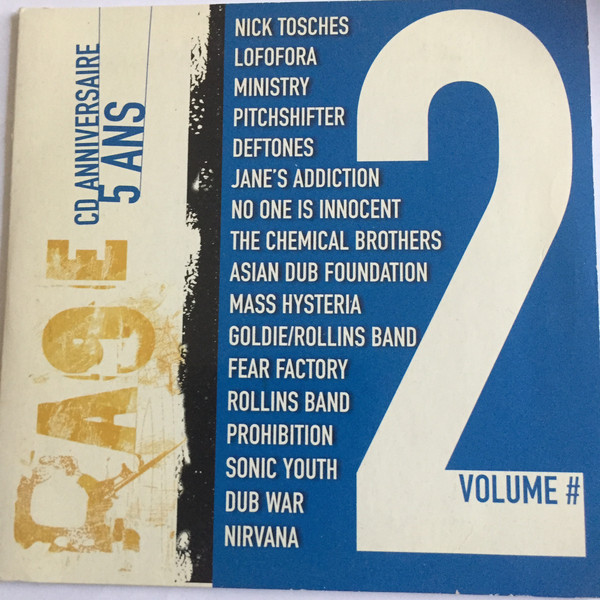 RAGE
CD ANNIVERSAIRE
5 ANS
NICK TOSCHES
LOFOFORA
MINISTRY
PITCHSHIFTER
DEFTONES
JANE'S ADDICTION
NO ONE IS INNOCENT
THE CHEMICAL BROTHERS
ASIAN DUB FOUNDATION
MASS HYSTERIA
GOLDIE/ROLLINS BAND
FEAR FACTORY
ROLLINS BAND
PROHIBITION
SONIC YOUTH
DUB WAR
NIRVANA
VOLUME #
2